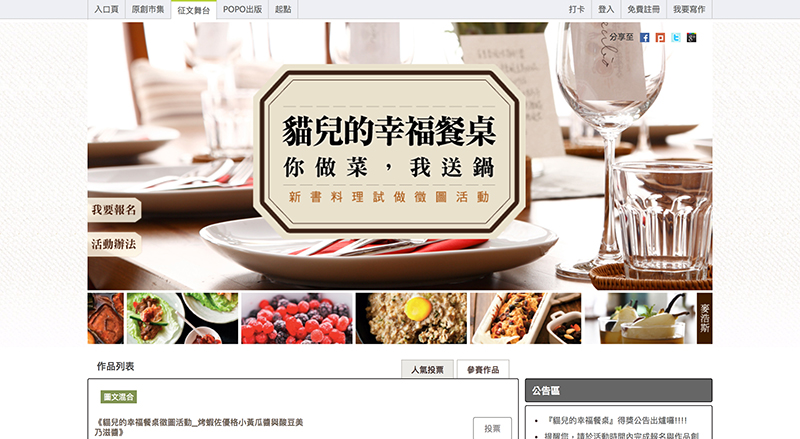 入口頁 原創市集 徵文舞台 POPO出版 起點 打卡 登入 免費註冊 我要寫作
分享至
貓兒的幸福餐桌
你做菜，我送鍋
新書料理試做徵圖活動
我要報名
活動辦法
麥浩斯
作品列表
人氣投票 參賽作品
圖文混合
《貓兒的幸福餐桌徵圖活動_烤蝦佐優格小黃瓜醬與酸豆美
乃滋醬》
投票
公告區
『貓兒的幸福餐桌』得獎公告出爐囉!!!!
提醒您，請於活動時間內完成報名與作品創